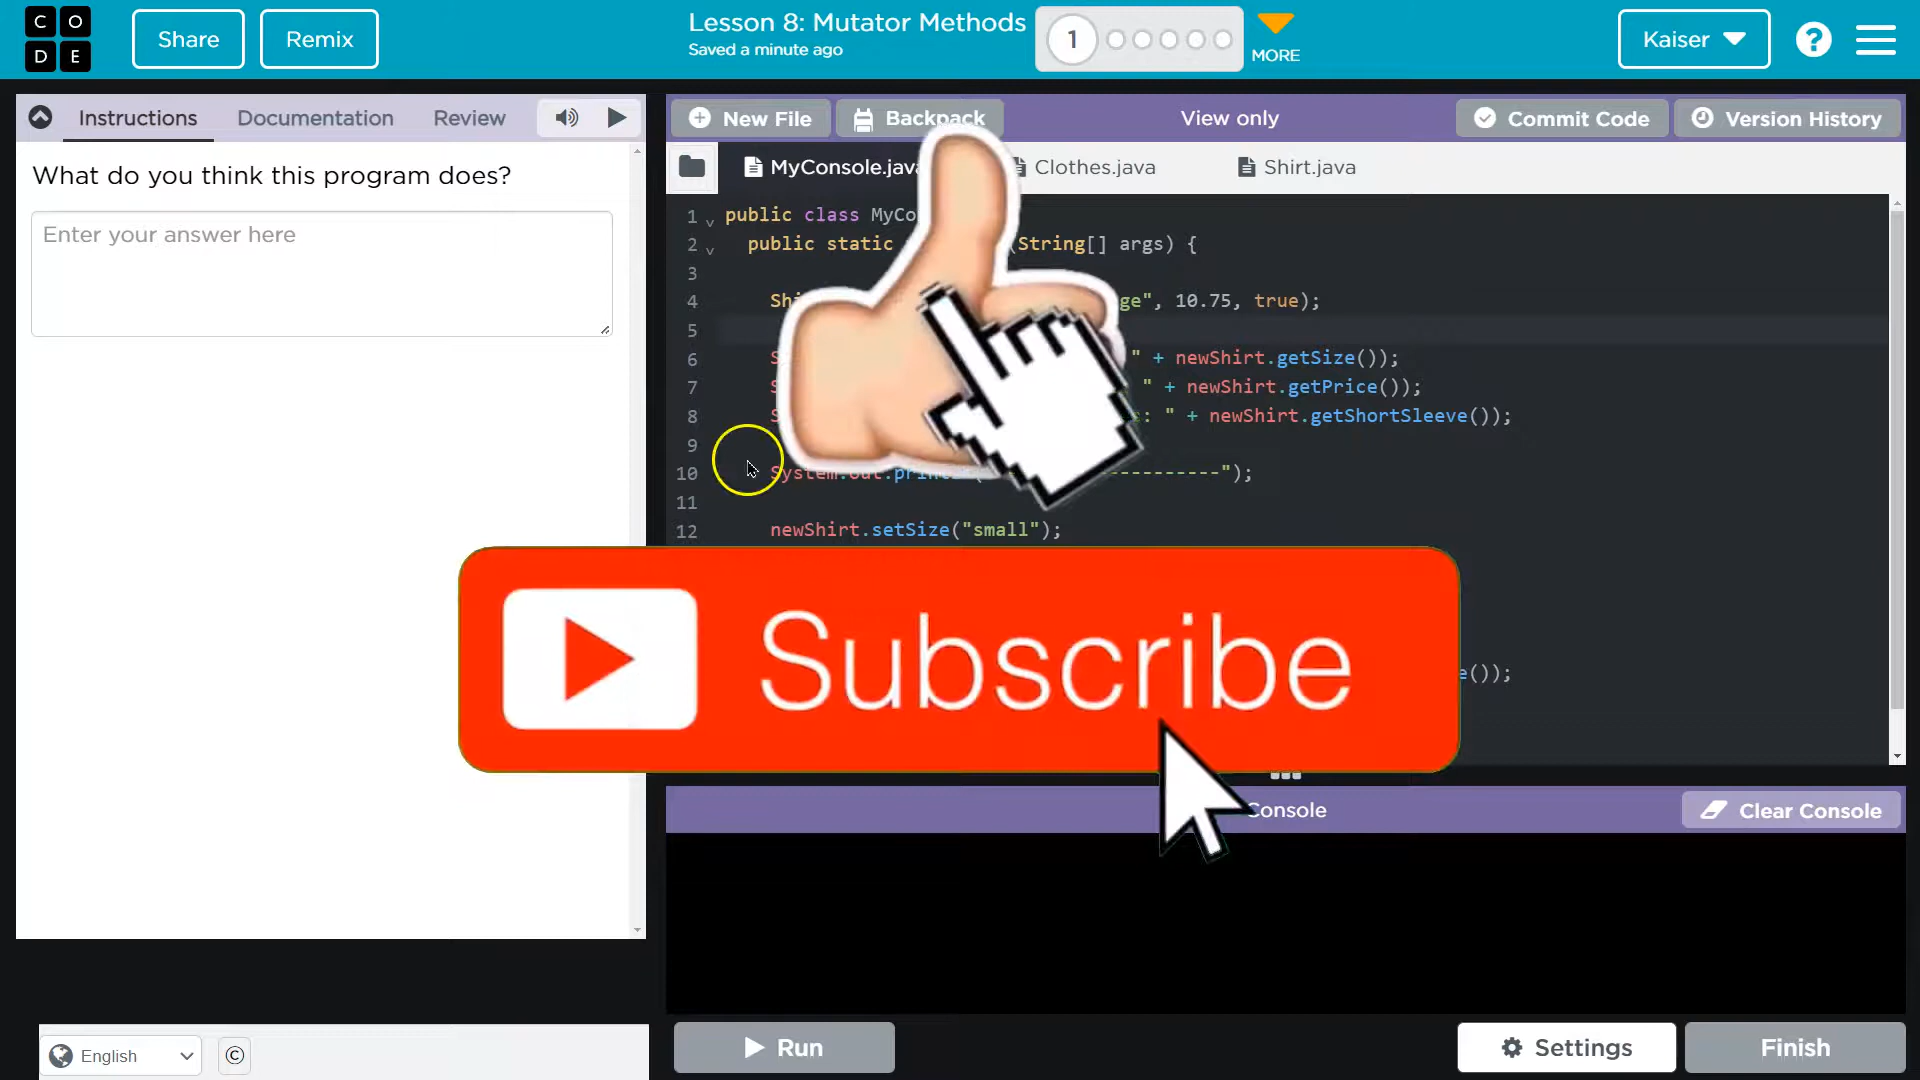 CO
DE
Share
Remix
Lesson 8: Mutator Methods
Saved a minute ago
1
MORE
Kaiser
?
Instructions
Documentation
Review
What do you think this program does?
Enter your answer here
New File
Backpack
View only
Commit Code
Version History
MyConsole.java
Clothes.java
Shirt.java
1 public class MyCo
2 public static (String[] args) {
3
4 Shi ge", 10.75, true);
5
6 S " + newShirt.getSize());
7 S " + newShirt.getPrice());
8 S : " + newShirt.getShortSleeve());
9
10 System.out.print ------------");
11
12 newShirt.setSize("small");
e());
Subscribe
Console
Clear Console
English
©
Run
Settings
Finish